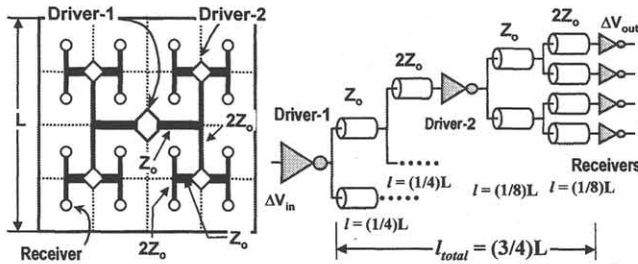 Driver-1
Driver-2
L
Z₀
2Z₀
2Z₀
Z₀
Receiver
ΔV_in
Driver-1
Z₀
2Z₀
Driver-2
Z₀
2Z₀
ΔV_out
Receivers
l = (1/4)L
l = (1/4)L
l = (1/8)L
l = (1/8)L
l_total = (3/4)L